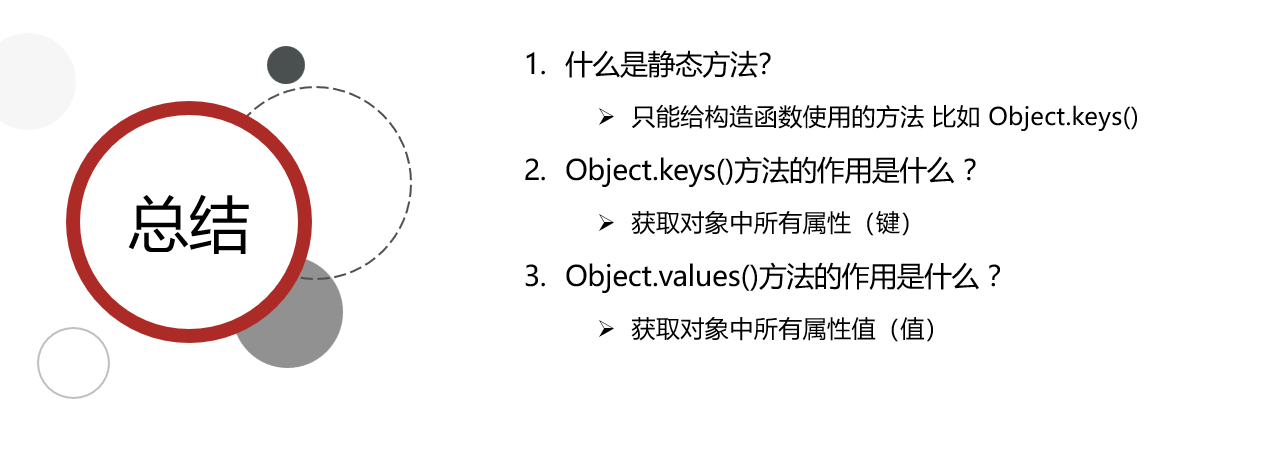 总结
1. 什么是静态方法?
➢ 只能给构造函数使用的方法 比如 Object.keys()
2. Object.keys()方法的作用是什么？
➢ 获取对象中所有属性（键）
3. Object.values()方法的作用是什么？
➢ 获取对象中所有属性值（值）